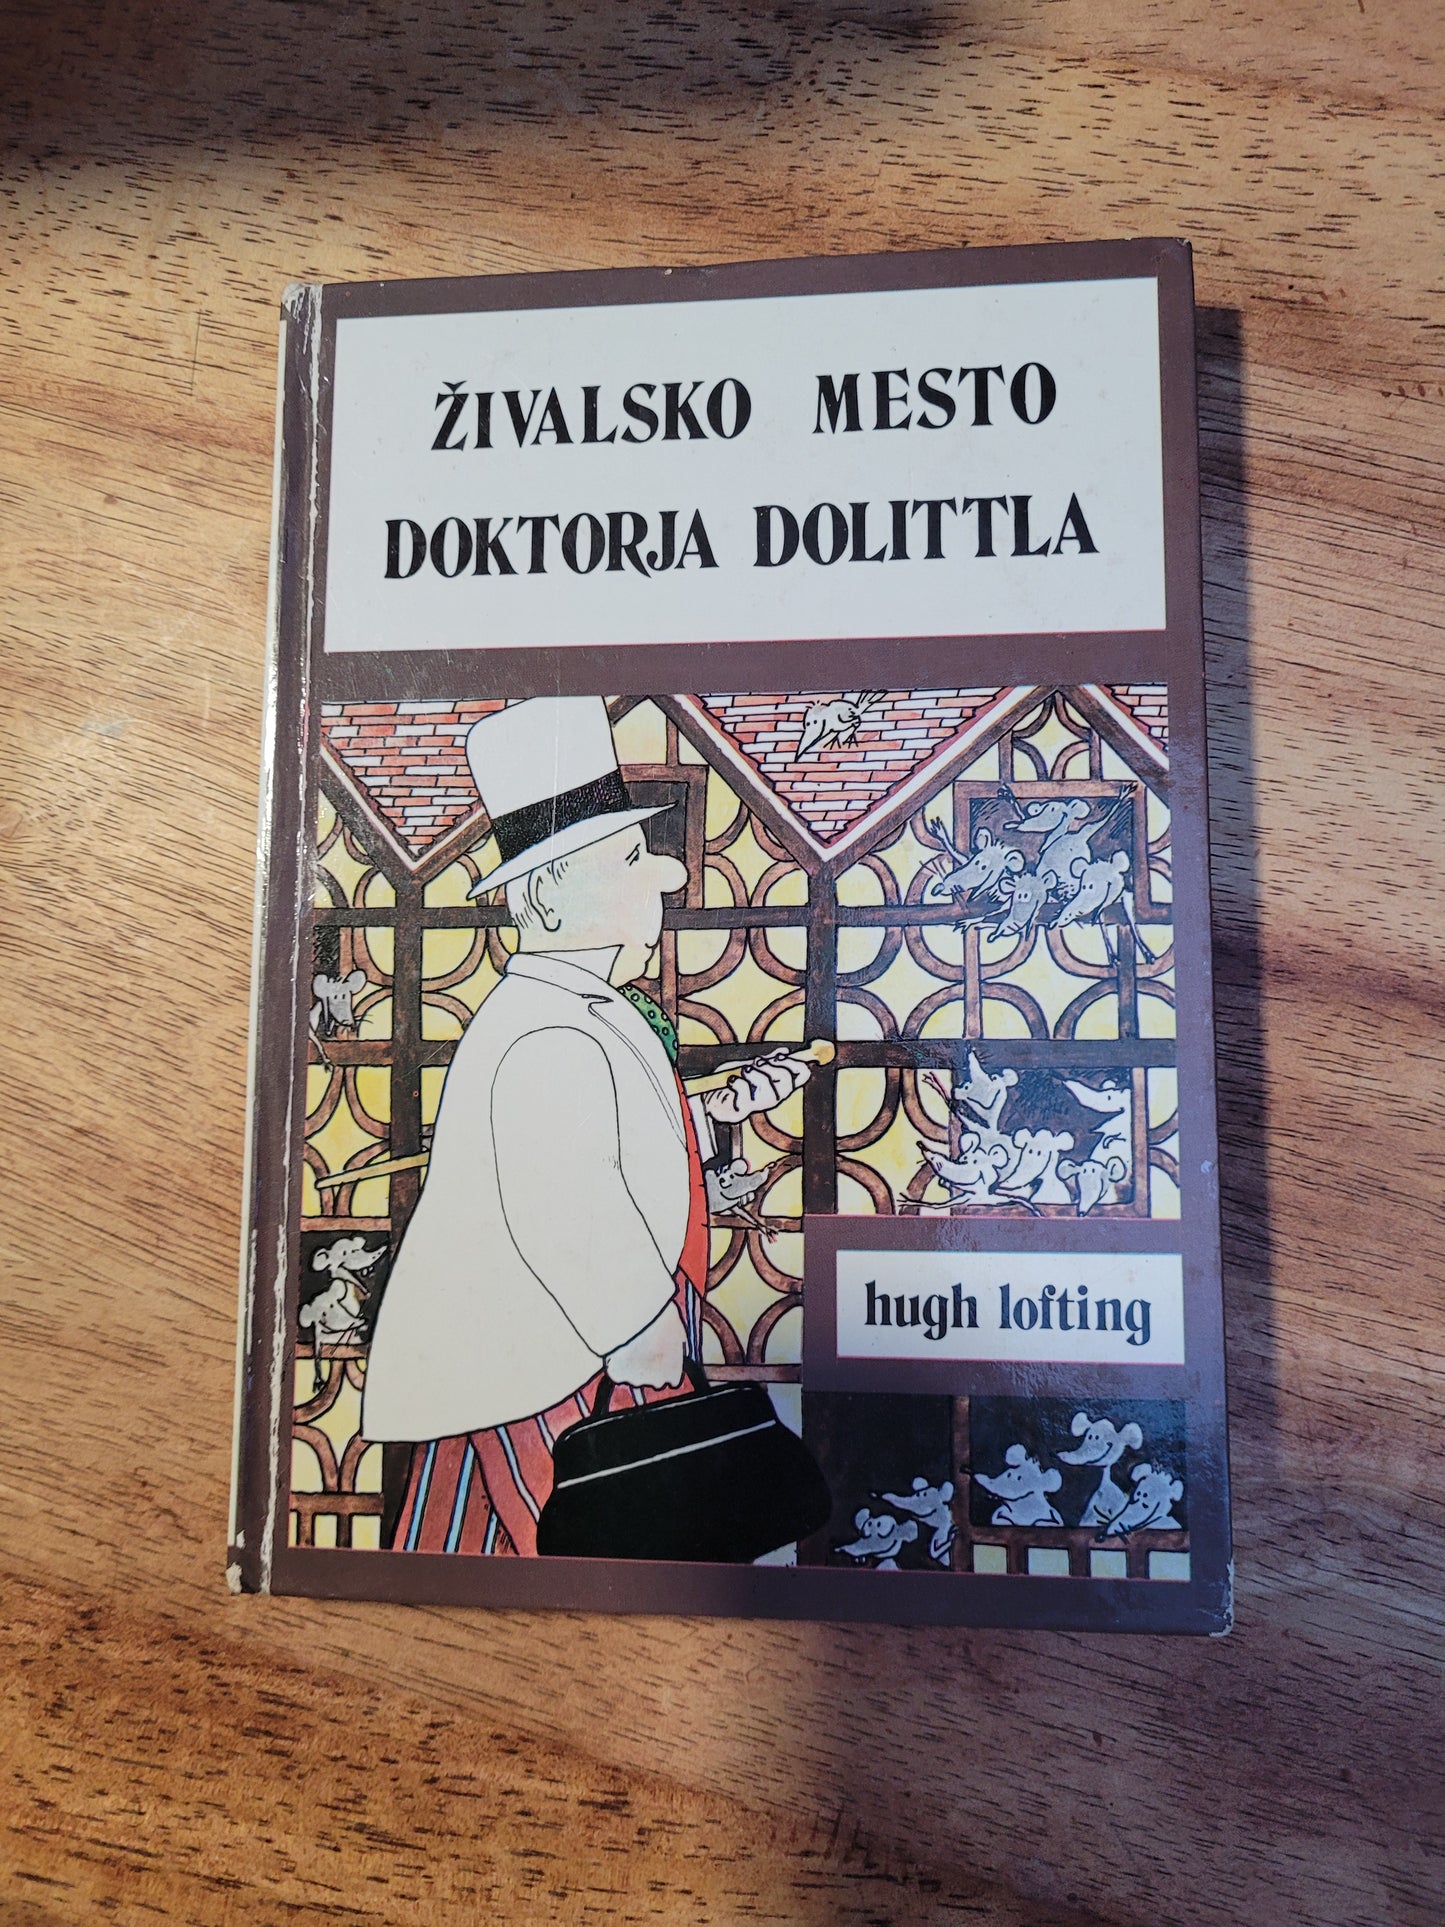 ŽIVALSKO MESTO
DOKTORJA DOLITTLA
hugh lofting